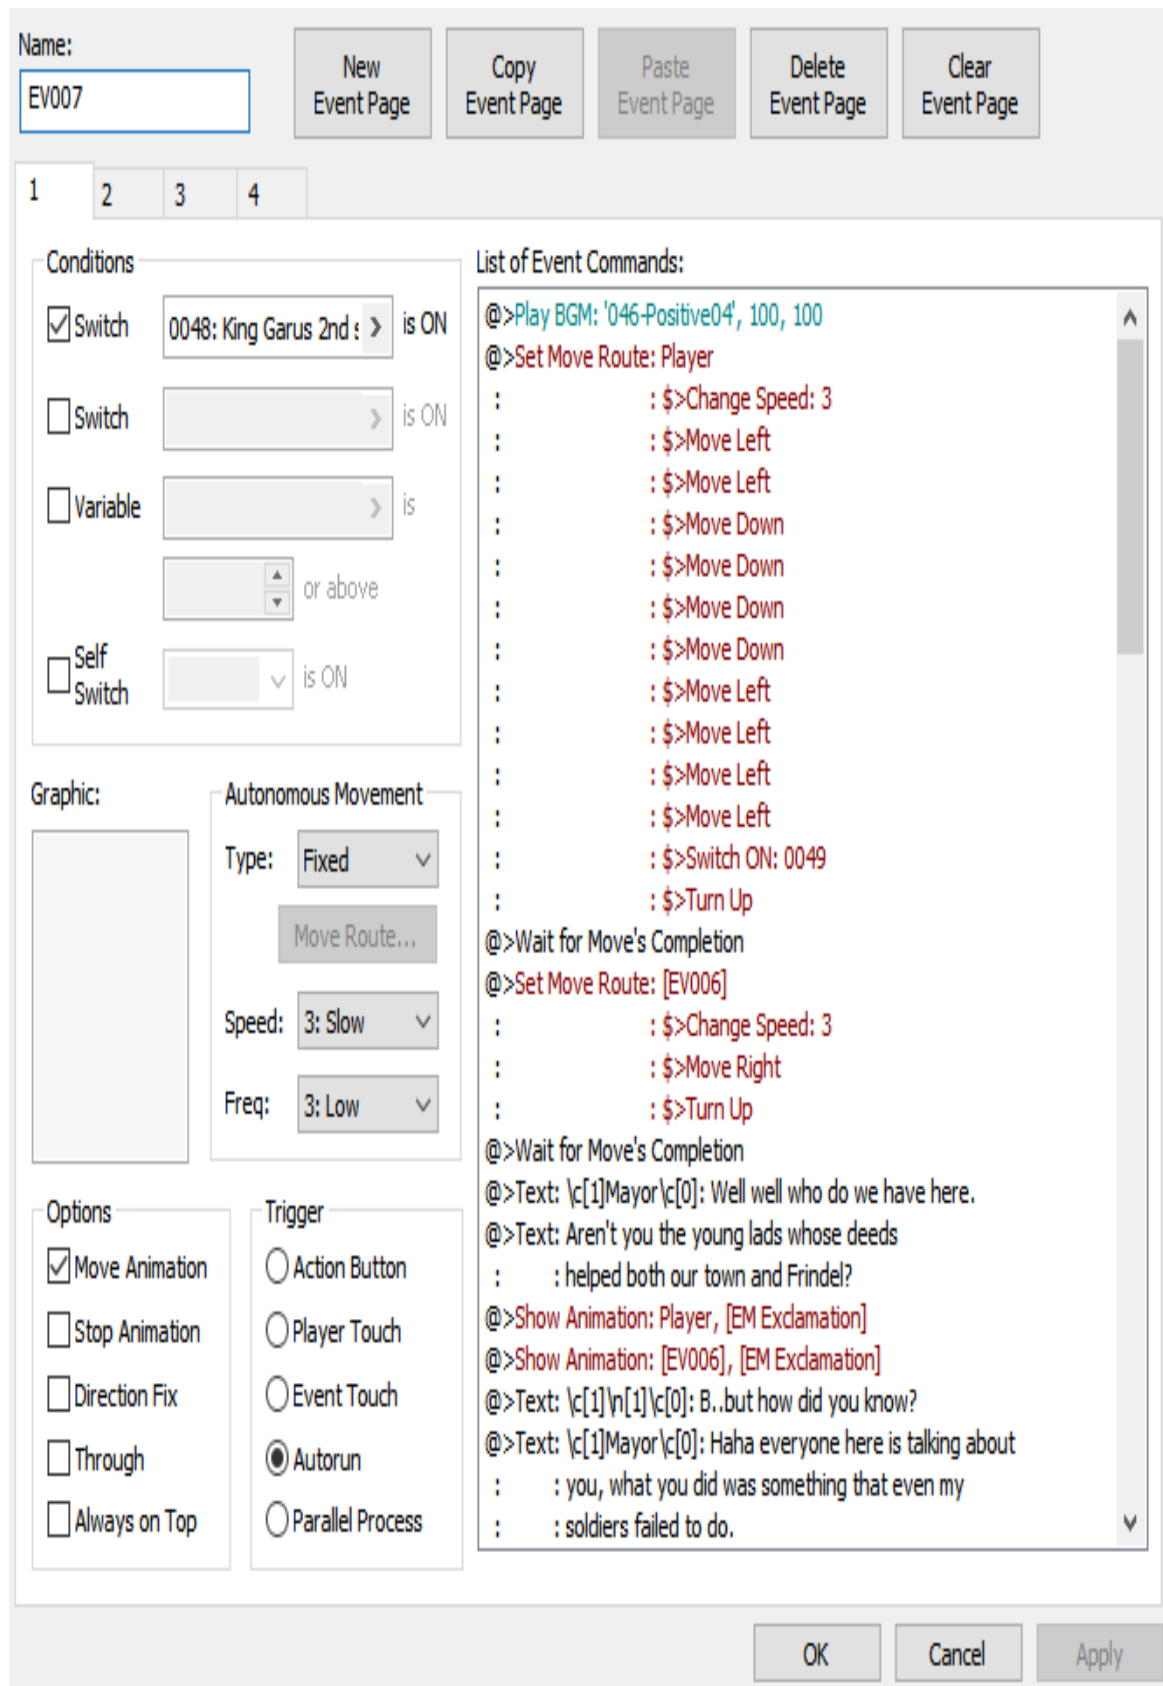 Name:
EV007
New
Event Page
Copy
Event Page
Paste
Event Page
Delete
Event Page
Clear
Event Page
1 2 3 4
Conditions
Switch 0048: King Garus 2nd s > is ON
Switch > is ON
Variable > is
or above
Self
Switch is ON
Graphic:
Autonomous Movement
Type: Fixed
Move Route...
Speed: 3: Slow
Freq: 3: Low
Options
Move Animation
Stop Animation
Direction Fix
Through
Always on Top
Trigger
Action Button
Player Touch
Event Touch
Autorun
Parallel Process
List of Event Commands:
@>Play BGM: '046-Positive04', 100, 100
@>Set Move Route: Player
: : $>Change Speed: 3
: : $>Move Left
: : $>Move Left
: : $>Move Down
: : $>Move Down
: : $>Move Down
: : $>Move Down
: : $>Move Left
: : $>Move Left
: : $>Move Left
: : $>Move Left
: : $>Switch ON: 0049
: : $>Turn Up
@>Wait for Move's Completion
@>Set Move Route: [EV006]
: : $>Change Speed: 3
: : $>Move Right
: : $>Turn Up
@>Wait for Move's Completion
@>Text: \c[1]Mayor\c[0]: Well well who do we have here.
@>Text: Aren't you the young lads whose deeds
: : helped both our town and Frindel?
@>Show Animation: Player, [EM Exclamation]
@>Show Animation: [EV006], [EM Exclamation]
@>Text: \c[1]\n[1]\c[0]: B..but how did you know?
@>Text: \c[1]Mayor\c[0]: Haha everyone here is talking about
: : you, what you did was something that even my
: : soldiers failed to do.
OK
Cancel
Apply